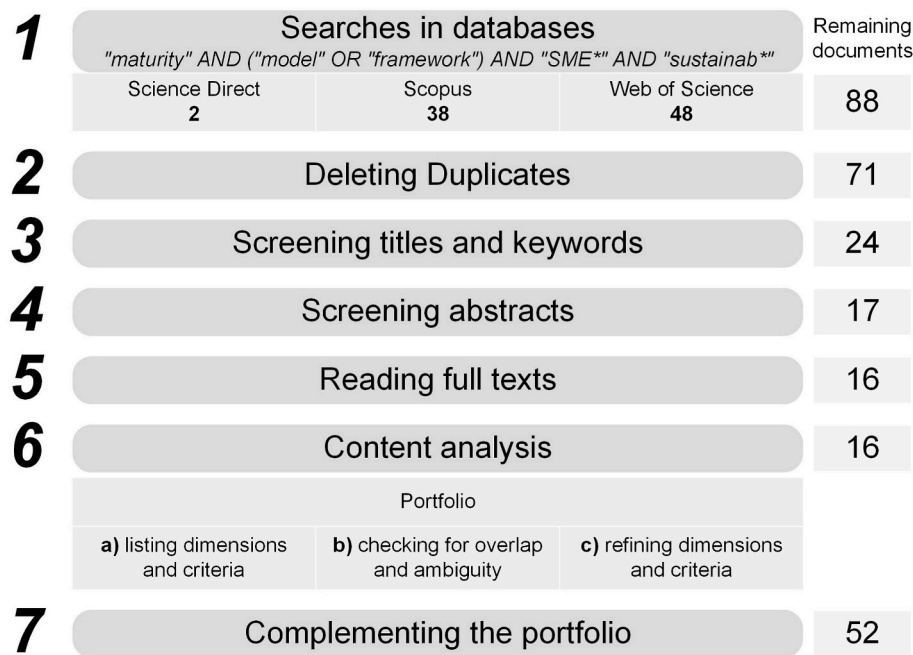 1
Searches in databases
"maturity" AND ("model" OR "framework") AND "SME*" AND "sustainab*"
Remaining
documents
Science Direct
2
Scopus
38
Web of Science
48
88
2
Deleting Duplicates
71
3
Screening titles and keywords
24
4
Screening abstracts
17
5
Reading full texts
16
6
Content analysis
16
Portfolio
a) listing dimensions
and criteria
b) checking for overlap
and ambiguity
c) refining dimensions
and criteria
7
Complementing the portfolio
52